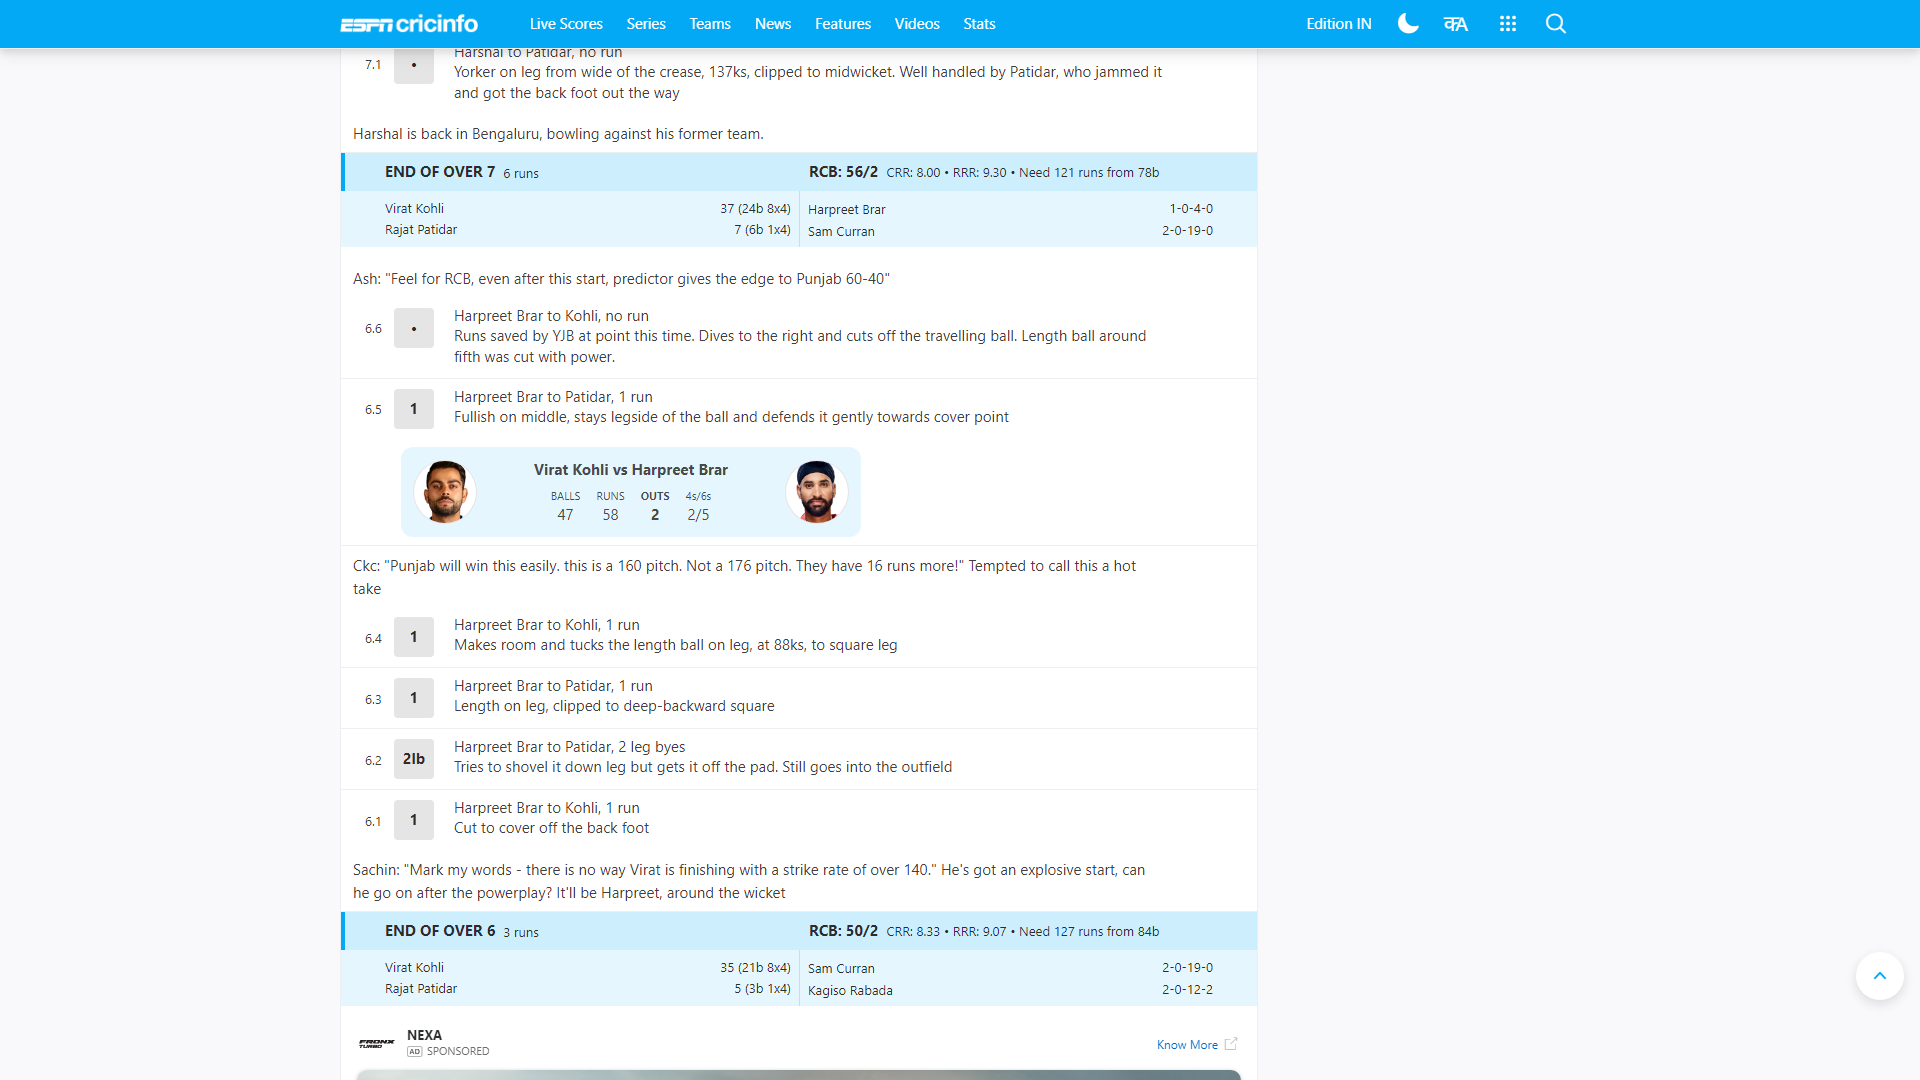 ESPN cricinfo Live Scores Series Teams News Features Videos Stats Edition IN क A
Harshal to Patidar, no run
7.1 •
Yorker on leg from wide of the crease, 137ks, clipped to midwicket. Well handled by Patidar, who jammed it
and got the back foot out the way
Harshal is back in Bengaluru, bowling against his former team.
END OF OVER 7 6 runs RCB: 56/2 CRR: 8.00 • RRR: 9.30 • Need 121 runs from 78b
Virat Kohli 37 (24b 8x4) Harpreet Brar 1-0-4-0
Rajat Patidar 7 (6b 1x4) Sam Curran 2-0-19-0
Ash: "Feel for RCB, even after this start, predictor gives the edge to Punjab 60-40"
Harpreet Brar to Kohli, no run
6.6 •
Runs saved by YJB at point this time. Dives to the right and cuts off the travelling ball. Length ball around
fifth was cut with power.
Harpreet Brar to Patidar, 1 run
6.5 1
Fullish on middle, stays legside of the ball and defends it gently towards cover point
Virat Kohli vs Harpreet Brar
BALLS RUNS OUTS 4s/6s
47 58 2 2/5
Ckc: "Punjab will win this easily. this is a 160 pitch. Not a 176 pitch. They have 16 runs more!" Tempted to call this a hot
take
Harpreet Brar to Kohli, 1 run
6.4 1
Makes room and tucks the length ball on leg, at 88ks, to square leg
Harpreet Brar to Patidar, 1 run
6.3 1
Length on leg, clipped to deep-backward square
Harpreet Brar to Patidar, 2 leg byes
6.2 2lb
Tries to shovel it down leg but gets it off the pad. Still goes into the outfield
Harpreet Brar to Kohli, 1 run
6.1 1
Cut to cover off the back foot
Sachin: "Mark my words - there is no way Virat is finishing with a strike rate of over 140." He's got an explosive start, can
he go on after the powerplay? It'll be Harpreet, around the wicket
END OF OVER 6 3 runs RCB: 50/2 CRR: 8.33 • RRR: 9.07 • Need 127 runs from 84b
Virat Kohli 35 (21b 8x4) Sam Curran 2-0-19-0
Rajat Patidar 5 (3b 1x4) Kagiso Rabada 2-0-12-2
NEXA
FRONX
TURBO
AD SPONSORED
Know More